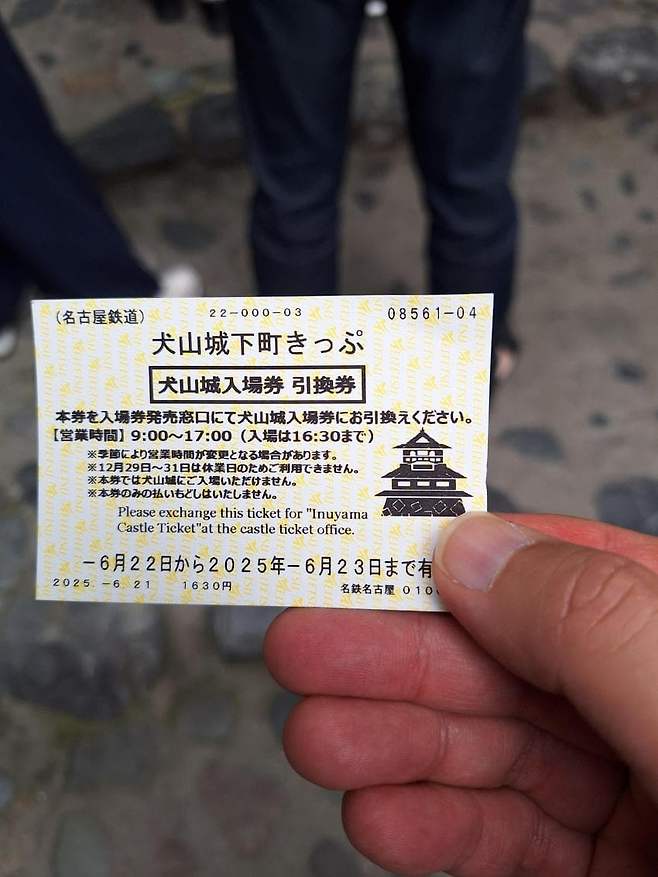 (名古屋鉄道) 22-000-03 08561-04
犬山城下町きっぷ
犬山城入場券 引換券
本券を入場券発売窓口にて犬山城入場券にお引換えください。
【営業時間】9:00〜17:00（入場は16:30まで）
※季節により営業時間が変更となる場合があります。
※12月29日〜31日は休業日のためご利用できません。
※本券では犬山城にご入場いただけません。
※本券のみの払いもどしはいたしません。
Please exchange this ticket for "Inuyama
Castle Ticket"at the castle ticket office.
-6月22日から2025年-6月23日まで有
2025.-6.21 1630円 名鉄名古屋 010